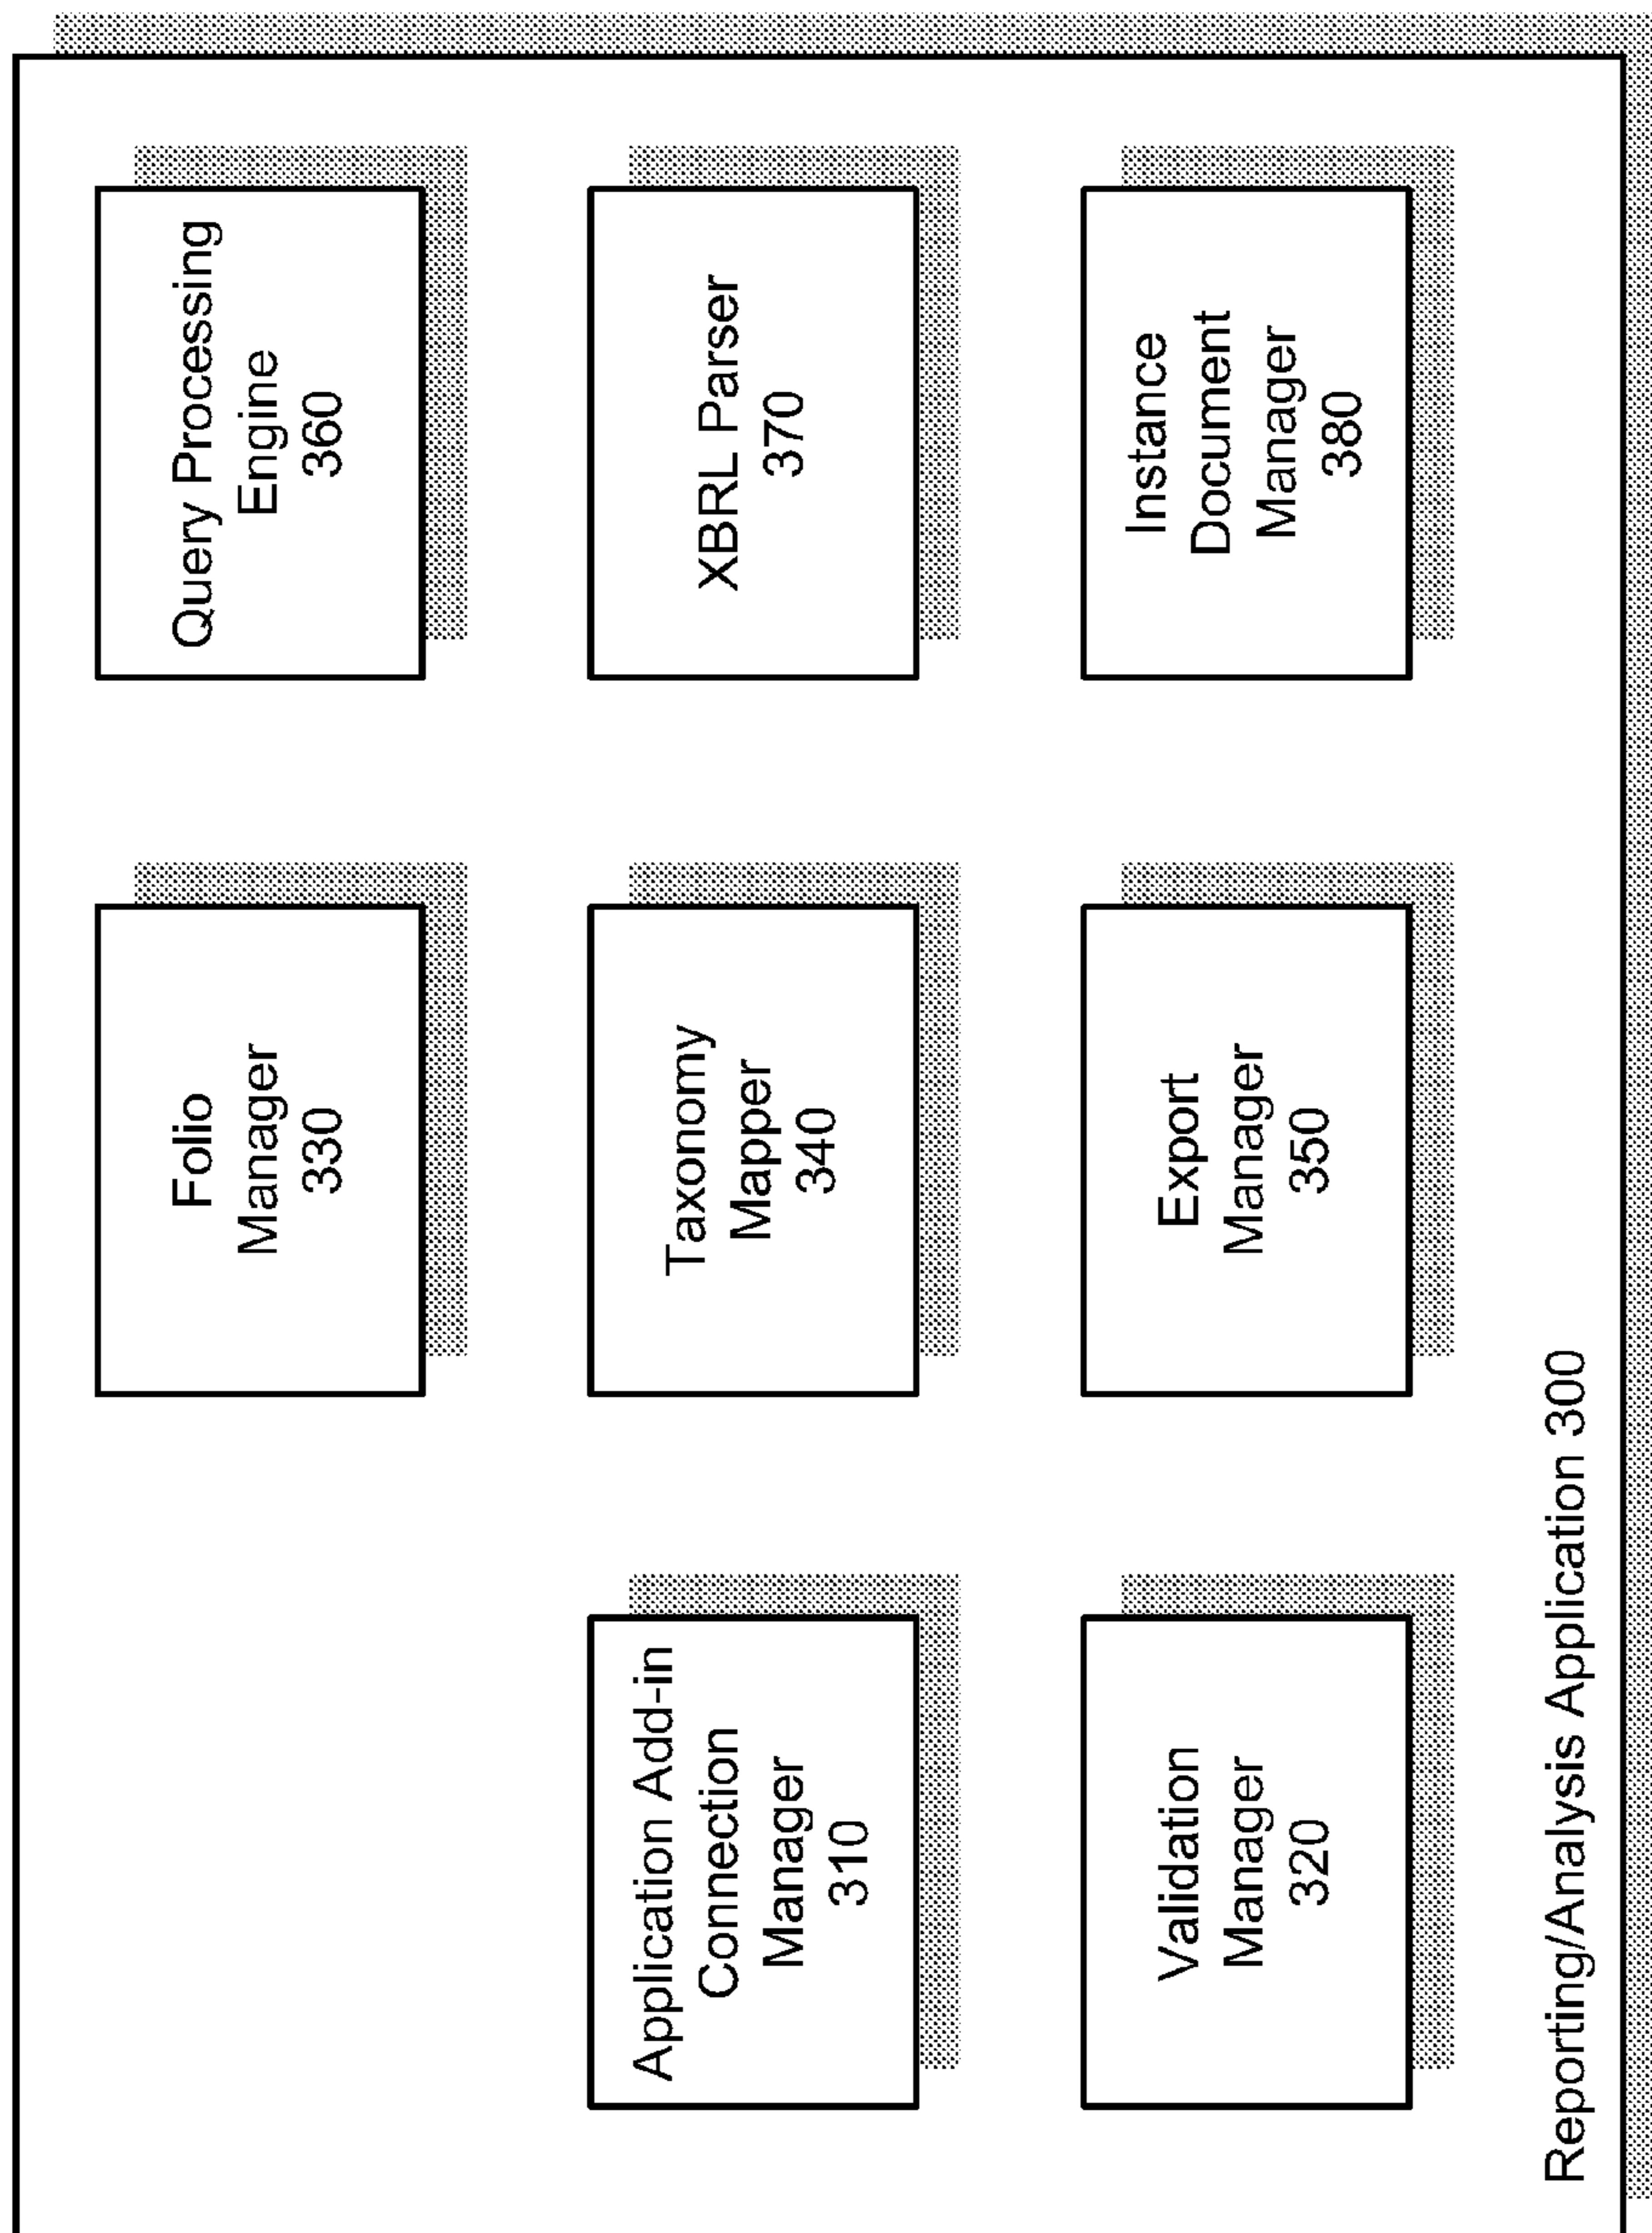 Application Add-in
Connection
Manager
310
Validation
Manager
320
Folio
Manager
330
Taxonomy
Mapper
340
Export
Manager
350
Query Processing
Engine
360
XBRL Parser
370
Instance
Document
Manager
380
Reporting/Analysis Application 300